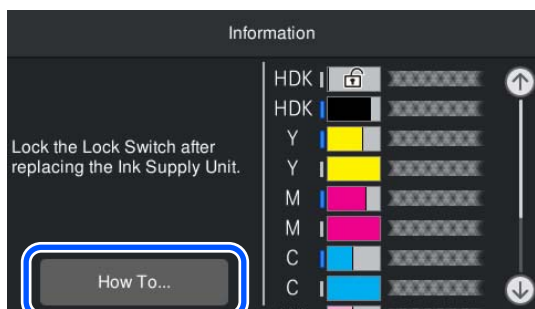 Information
Lock the Lock Switch after
replacing the Ink Supply Unit.
How To...
HDK
HDK
Y
Y
M
M
C
C